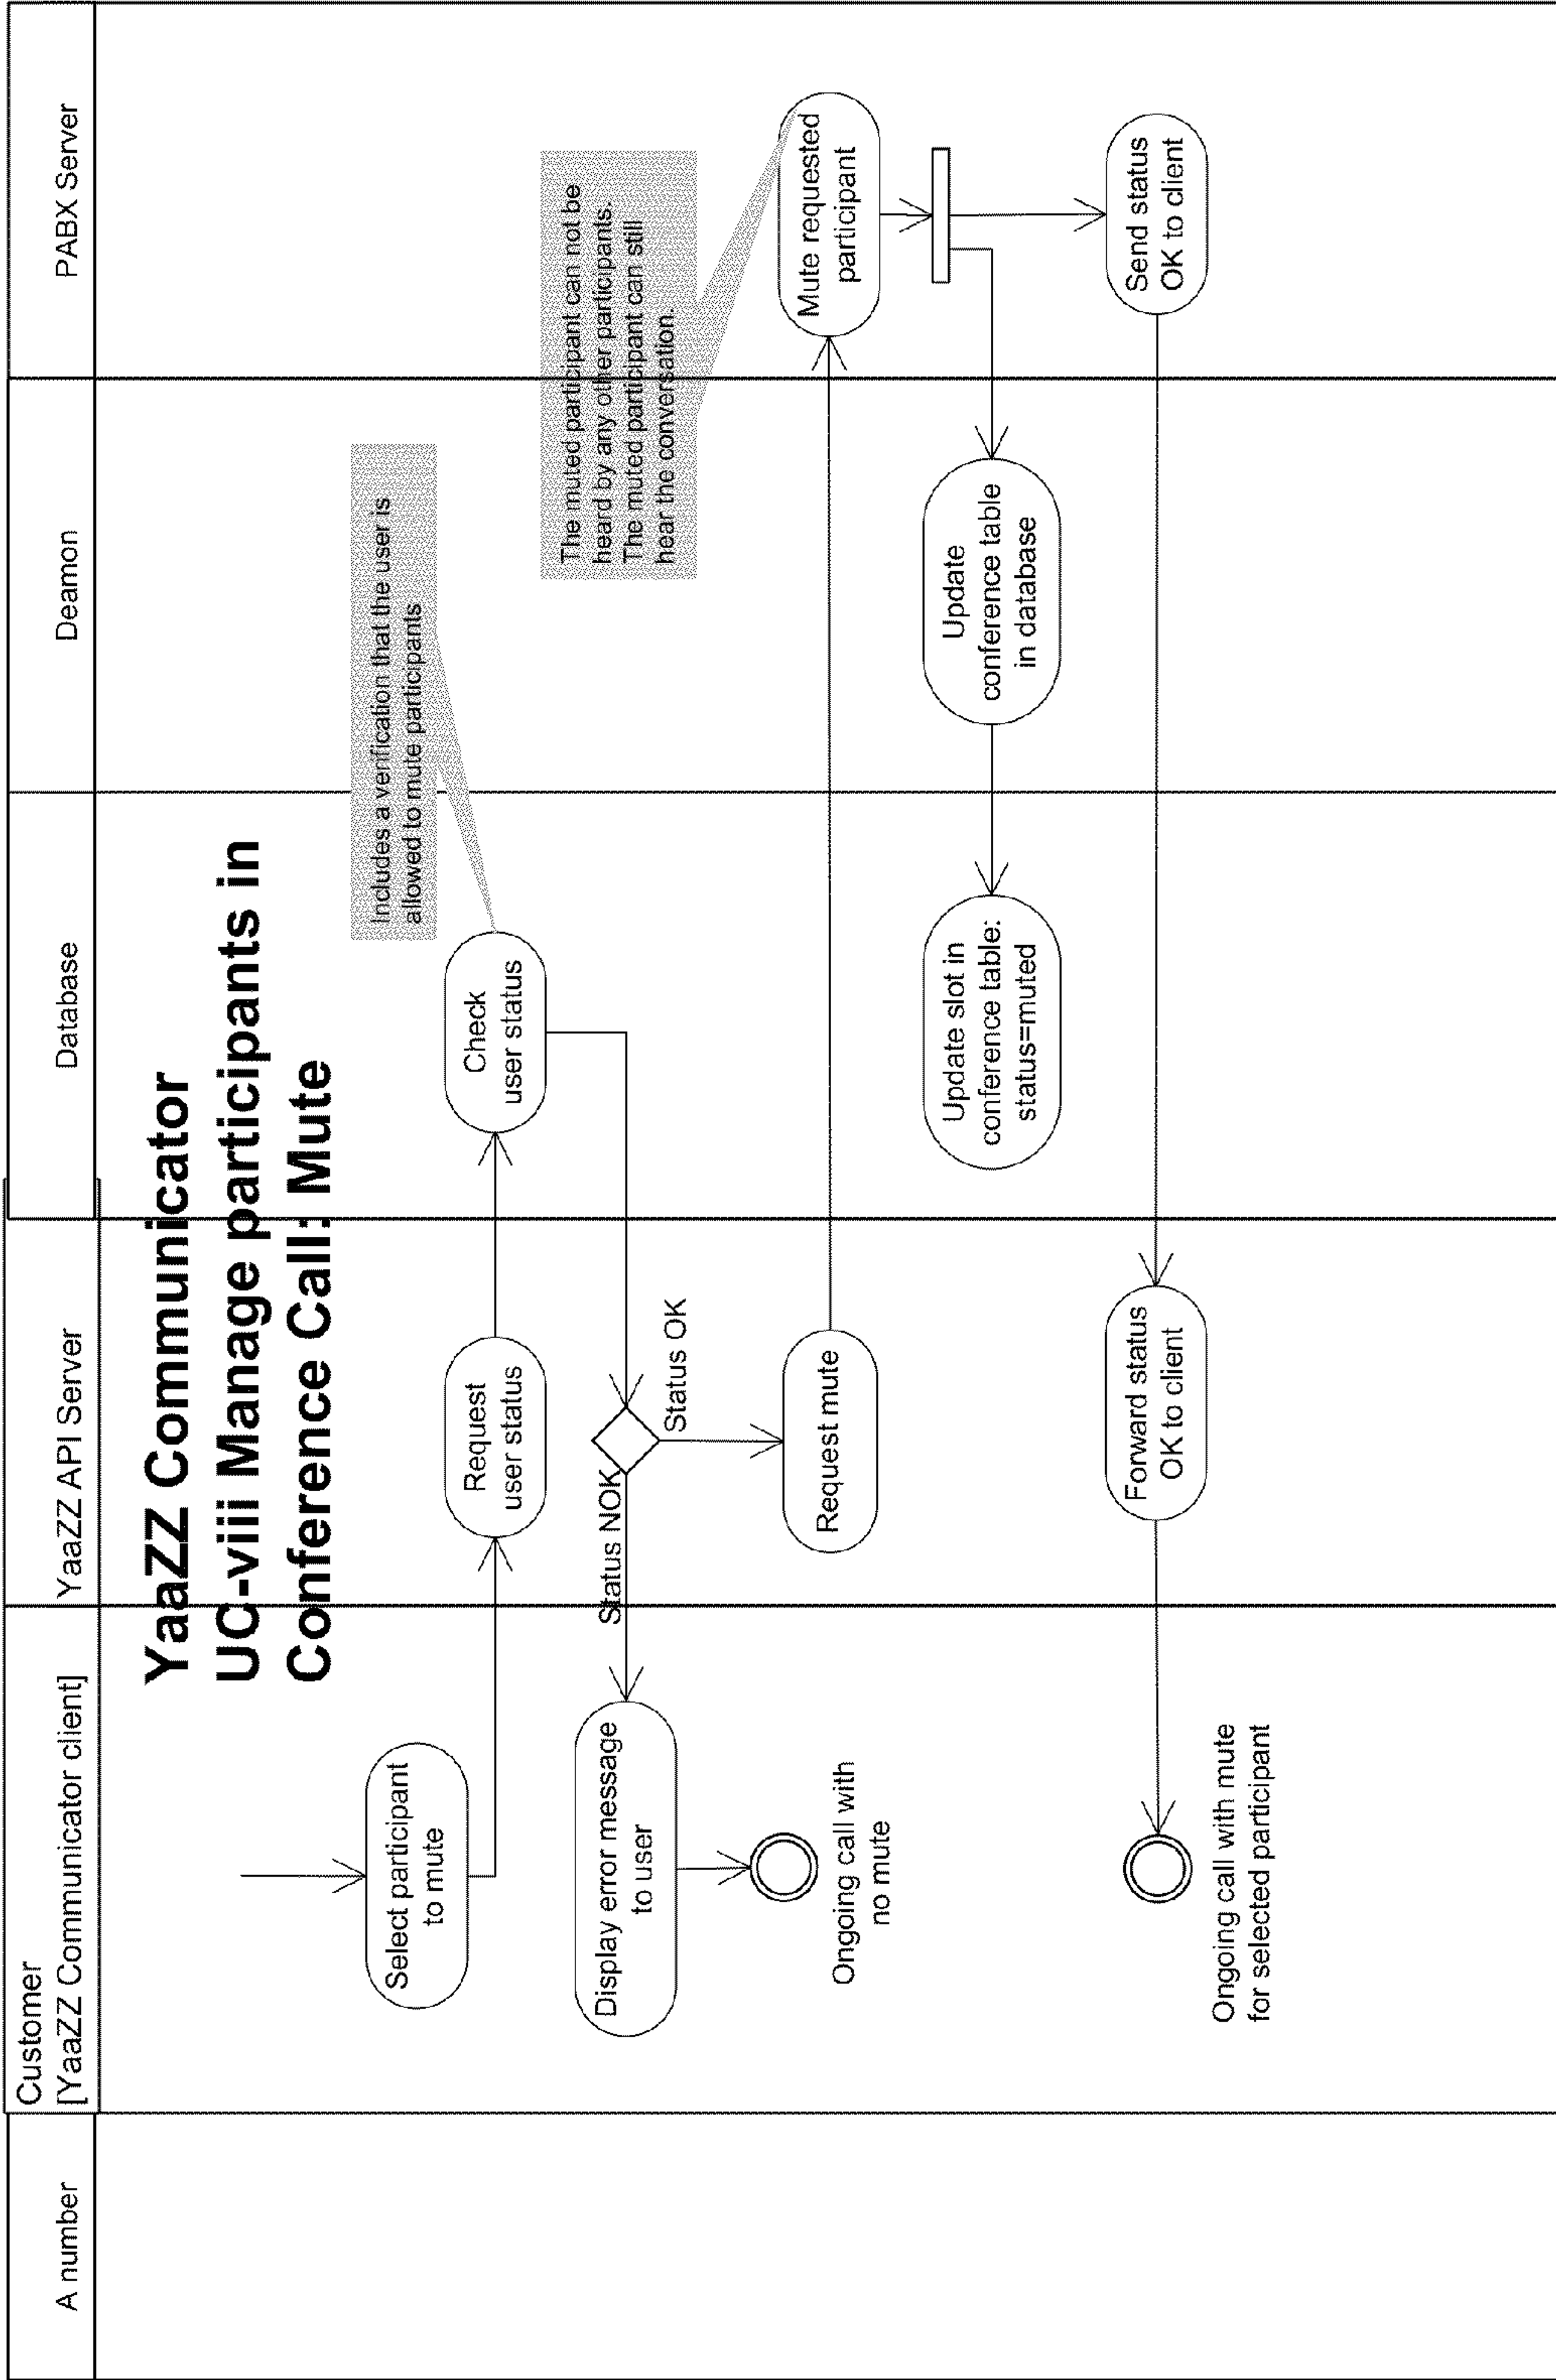 A number
Customer
[YaaZZ Communicator client]
YaaZZ API Server
Database
Deamon
PABX Server
YaaZZ Communicator
UC-viii Manage participants in
Conference Call: Mute
Includes a verification that the user is
allowed to mute participants
Select participant
to mute
Request
user status
Check
user status
The muted participant can not be
heard by any other participants.
The muted participant can still
hear the conversation.
Display error message
to user
Status NOK
Status OK
Ongoing call with
no mute
Request mute
Mute requested
participant
Update slot in
conference table:
status=muted
Update
conference table
in database
Forward status
OK to client
Send status
OK to client
Ongoing call with mute
for selected participant